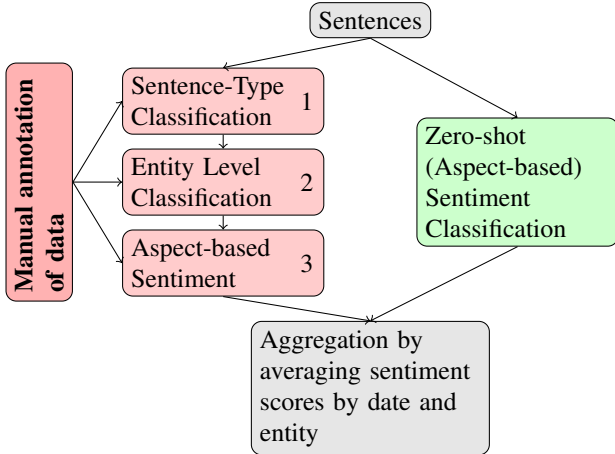 Sentences
Manual annotation
of data
Sentence-Type
Classification 1
Entity Level
Classification 2
Aspect-based
Sentiment 3
Zero-shot
(Aspect-based)
Sentiment
Classification
Aggregation by
averaging sentiment
scores by date and
entity